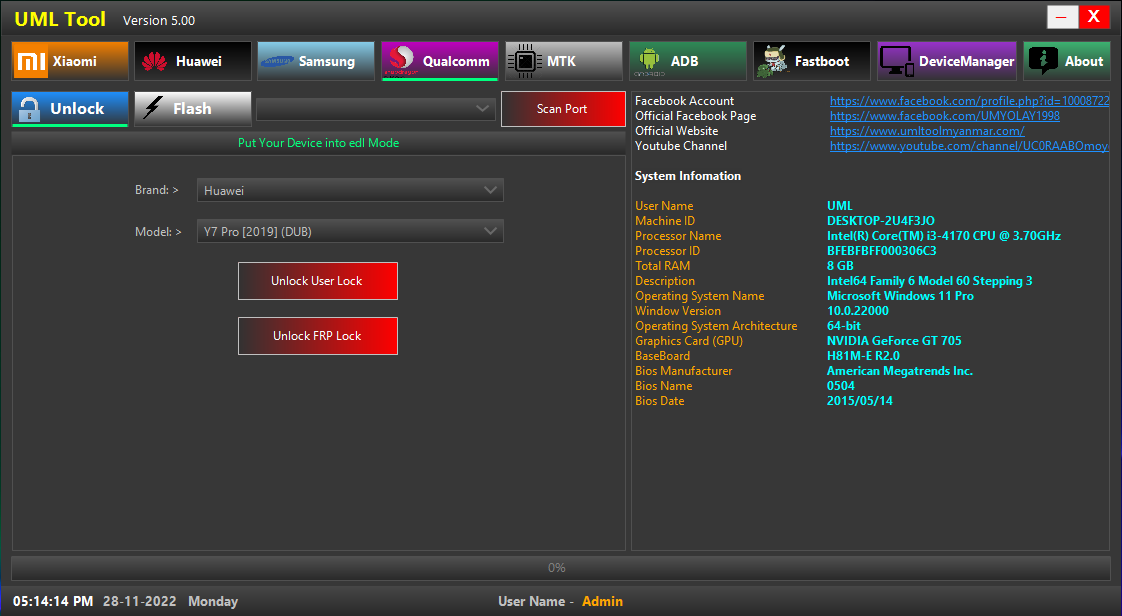 UML Tool Version 5.00
X
Xiaomi Huawei SAMSUNG Samsung snapdragon Qualcomm MTK ANDROID ADB Fastboot DeviceManager About
Unlock Flash Scan Port
Put Your Device into edl Mode
Brand: > Huawei
Model: > Y7 Pro [2019] (DUB)
Unlock User Lock
Unlock FRP Lock
Facebook Account https://www.facebook.com/profile.php?id=10008722
Official Facebook Page https://www.facebook.com/UMYOLAY1998
Official Website https://www.umltoolmyanmar.com/
Youtube Channel https://www.youtube.com/channel/UC0RAABOmoy
System Infomation
User Name UML
Machine ID DESKTOP-2U4F3JO
Processor Name Intel(R) Core(TM) i3-4170 CPU @ 3.70GHz
Processor ID BFEBFBFF000306C3
Total RAM 8 GB
Description Intel64 Family 6 Model 60 Stepping 3
Operating System Name Microsoft Windows 11 Pro
Window Version 10.0.22000
Operating System Architecture 64-bit
Graphics Card (GPU) NVIDIA GeForce GT 705
BaseBoard H81M-E R2.0
Bios Manufacturer American Megatrends Inc.
Bios Name 0504
Bios Date 2015/05/14
0%
05:14:14 PM 28-11-2022 Monday User Name - Admin